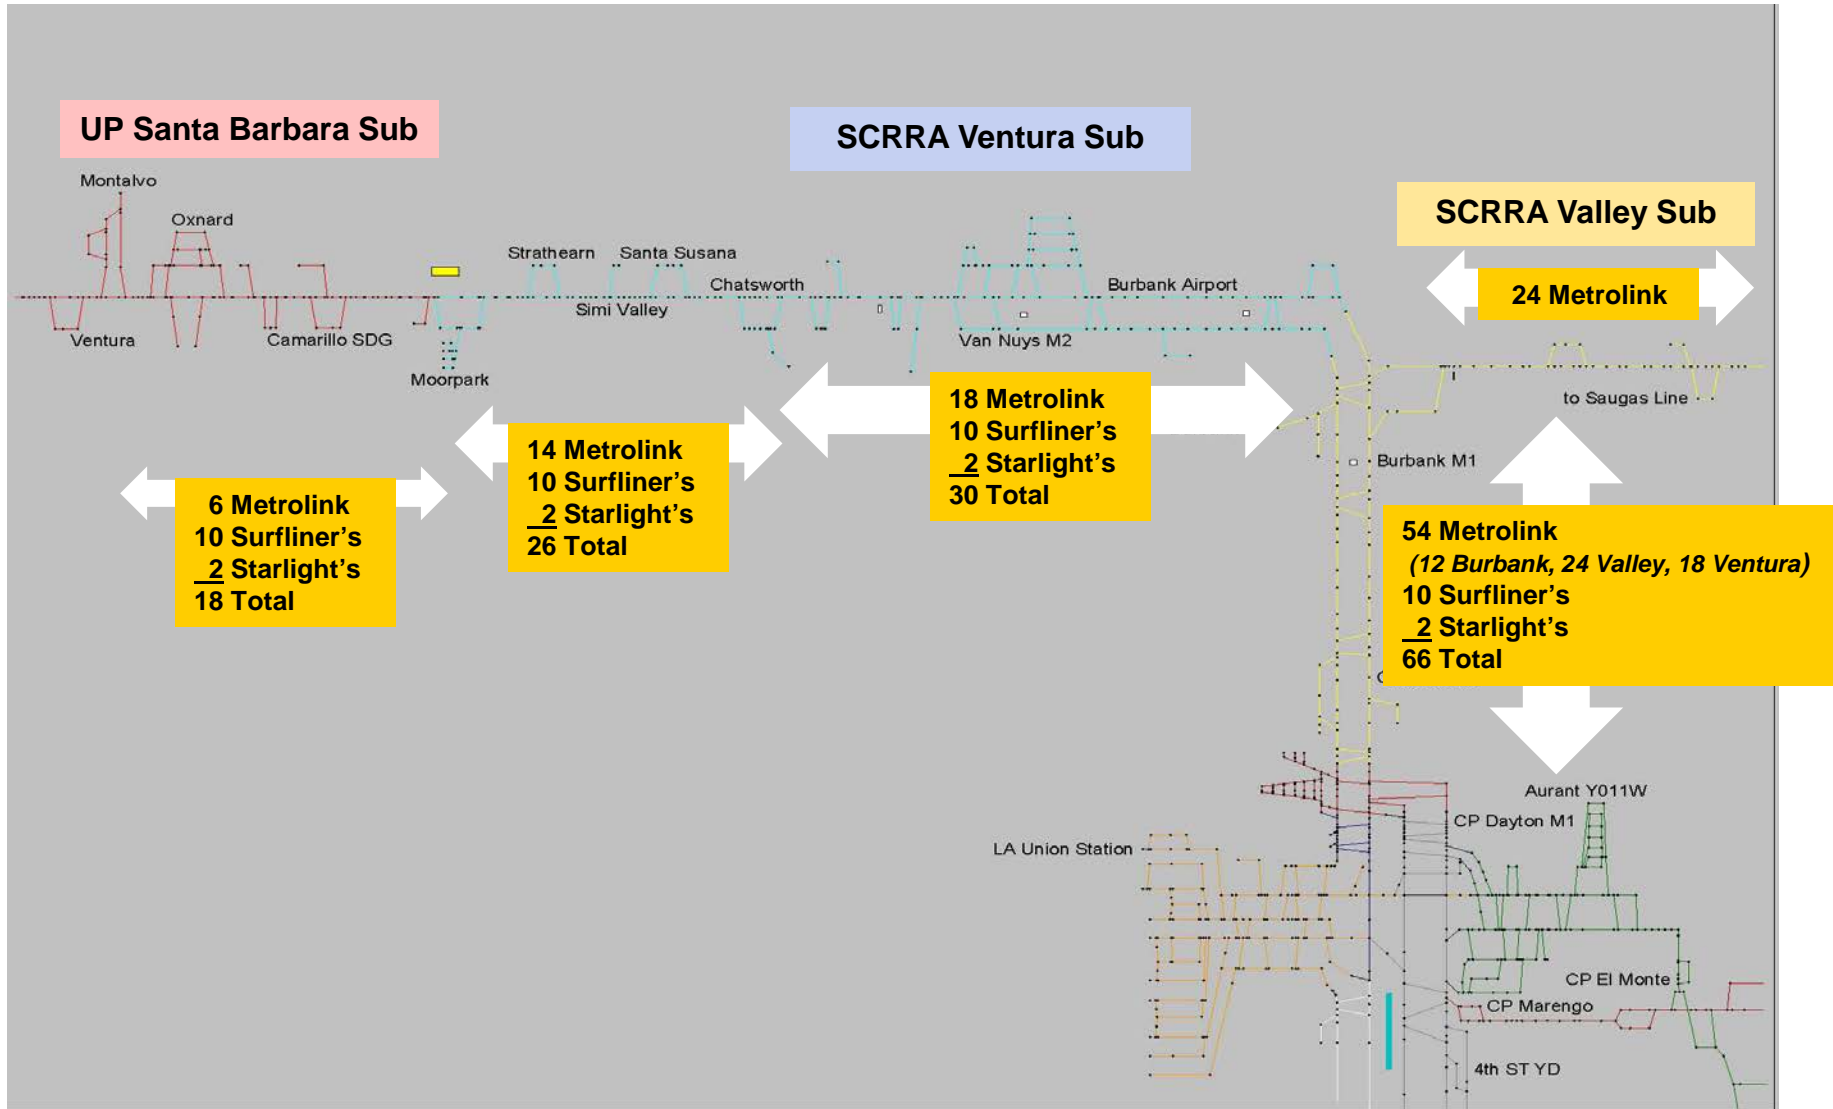 UP Santa Barbara Sub
SCRRA Ventura Sub
SCRRA Valley Sub
24 Metrolink
Montalvo
Oxnard
Strathearn
Santa Susana
Chatsworth
Burbank Airport
Simi Valley
Ventura
Camarillo SDG
Van Nuys M2
Moorpark
to Saugas Line
Burbank M1
6 Metrolink
10 Surfliner's
2 Starlight's
18 Total
14 Metrolink
10 Surfliner's
2 Starlight's
26 Total
18 Metrolink
10 Surfliner's
2 Starlight's
30 Total
54 Metrolink
(12 Burbank, 24 Valley, 18 Ventura)
10 Surfliner's
2 Starlight's
66 Total
Aurant Y011W
CP Dayton M1
LA Union Station
CP El Monte
CP Marengo
4th ST YD